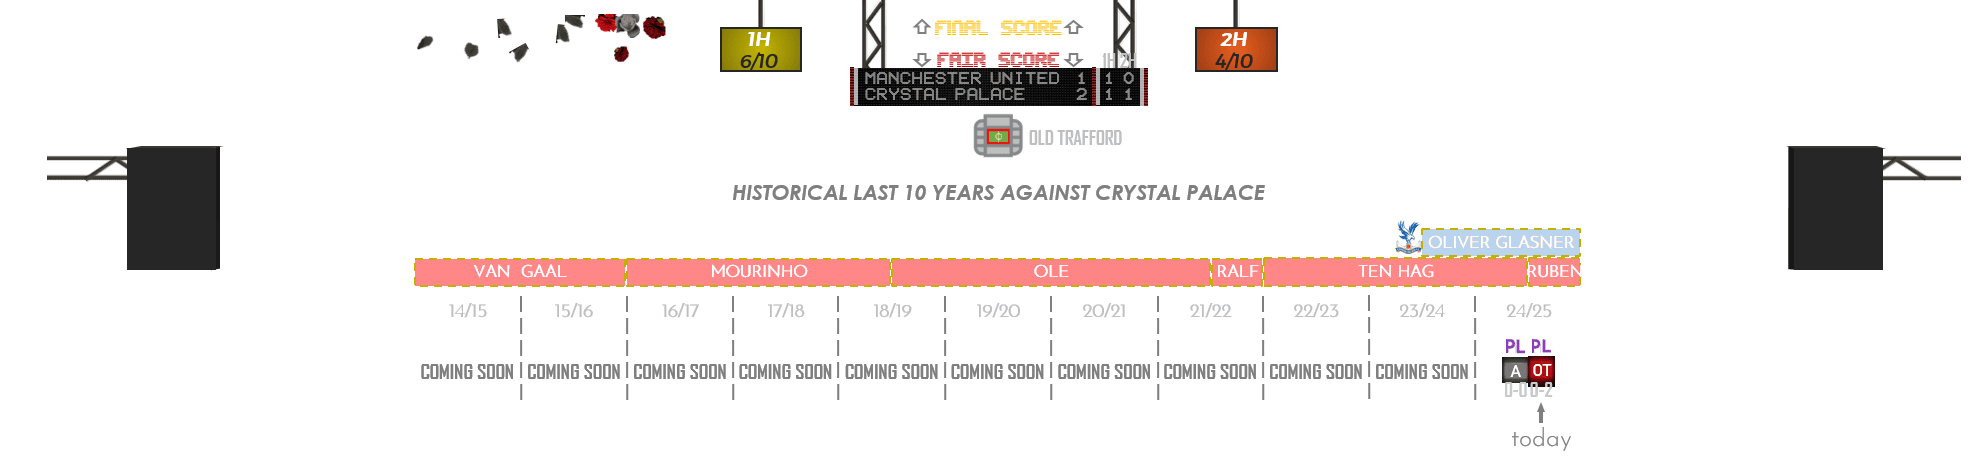 1H
6/10
FINAL SCORE
2H
4/10
FAIR SCORE
1H 2H
MANCHESTER UNITED 1 1 0
CRYSTAL PALACE 2 1 1
OLD TRAFFORD
HISTORICAL LAST 10 YEARS AGAINST CRYSTAL PALACE
OLIVER GLASNER
VAN GAAL MOURINHO OLE RALF TEN HAG RUBEN
14/15 15/16 16/17 17/18 18/19 19/20 20/21 21/22 22/23 23/24 24/25
PL PL
COMING SOON COMING SOON COMING SOON COMING SOON COMING SOON COMING SOON COMING SOON COMING SOON COMING SOON COMING SOON A OT
0-0 0-2
today